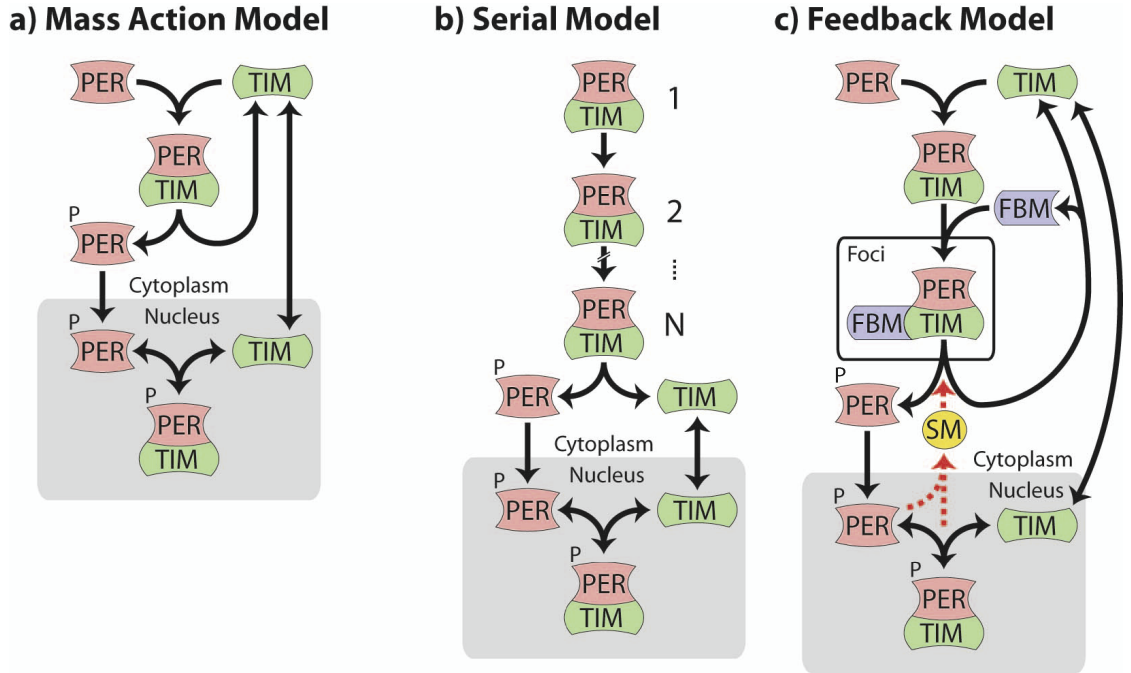 a) Mass Action Model
PER
TIM
PER
TIM
P
PER
Cytoplasm
Nucleus
P
PER
TIM
P
PER
TIM
b) Serial Model
PER
TIM
1
PER
TIM
2
PER
TIM
N
P
PER
TIM
Cytoplasm
Nucleus
P
PER
TIM
P
PER
TIM
c) Feedback Model
PER
TIM
PER
TIM
FBM
Foci
PER
FBM
TIM
P
PER
SM
Cytoplasm
Nucleus
P
PER
TIM
P
PER
TIM